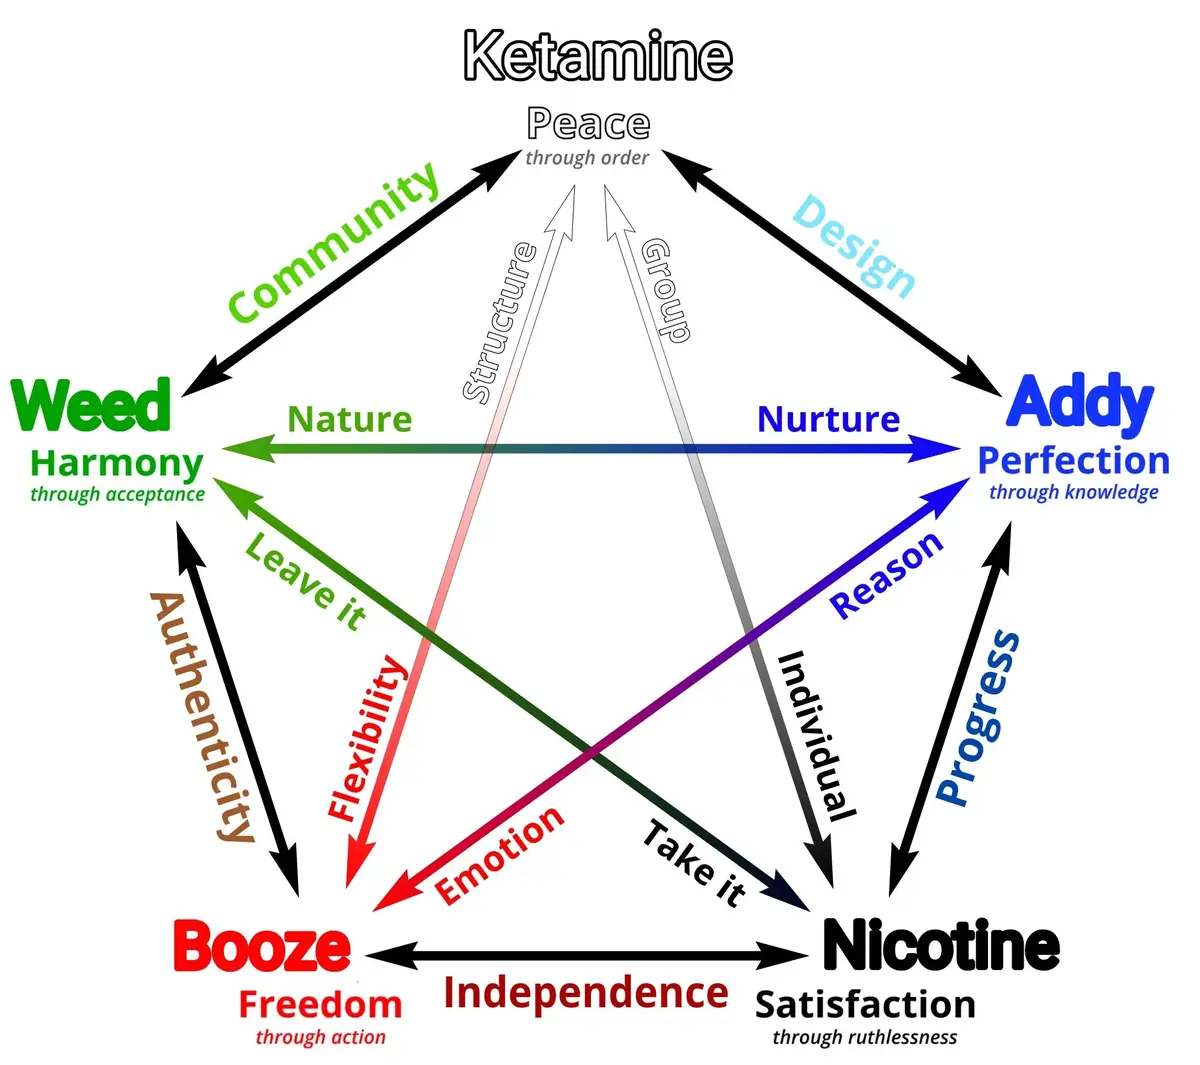 Ketamine
Peace
through order
Community
Design
Structure
Group
Weed
Harmony
through acceptance
Nature
Nurture
Addy
Perfection
through knowledge
Leave it
Reason
Authenticity
Flexibility
Individual
Progress
Emotion
Take it
Booze
Freedom
through action
Independence
Nicotine
Satisfaction
through ruthlessness